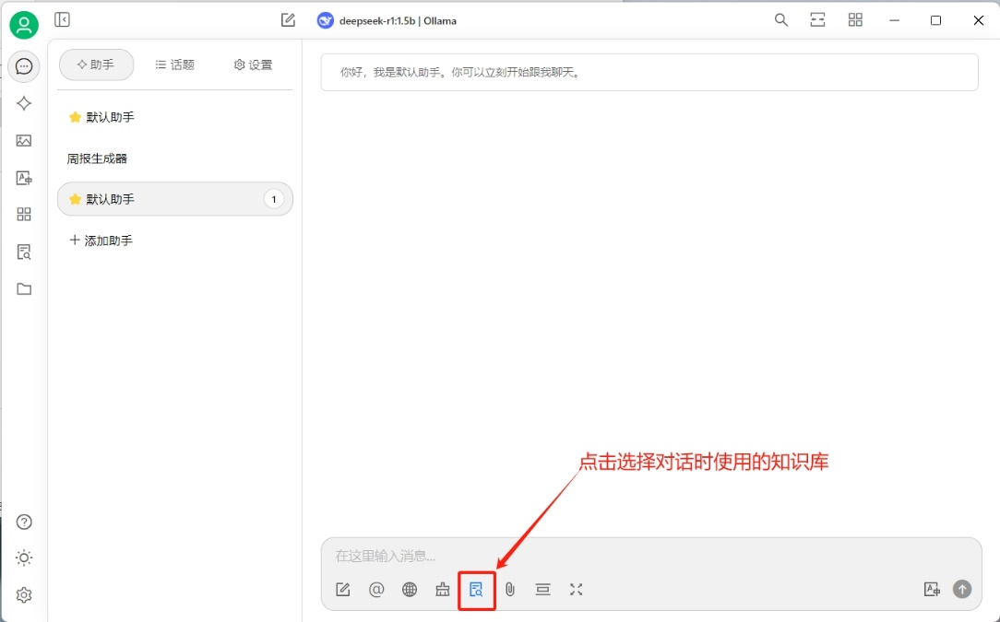 deepseek-r1:1.5b | Ollama
助手
话题
设置
你好，我是默认助手。你可以立刻开始跟我聊天。
默认助手
周报生成器
默认助手
1
添加助手
点击选择对话时使用的知识库
在这里输入消息...